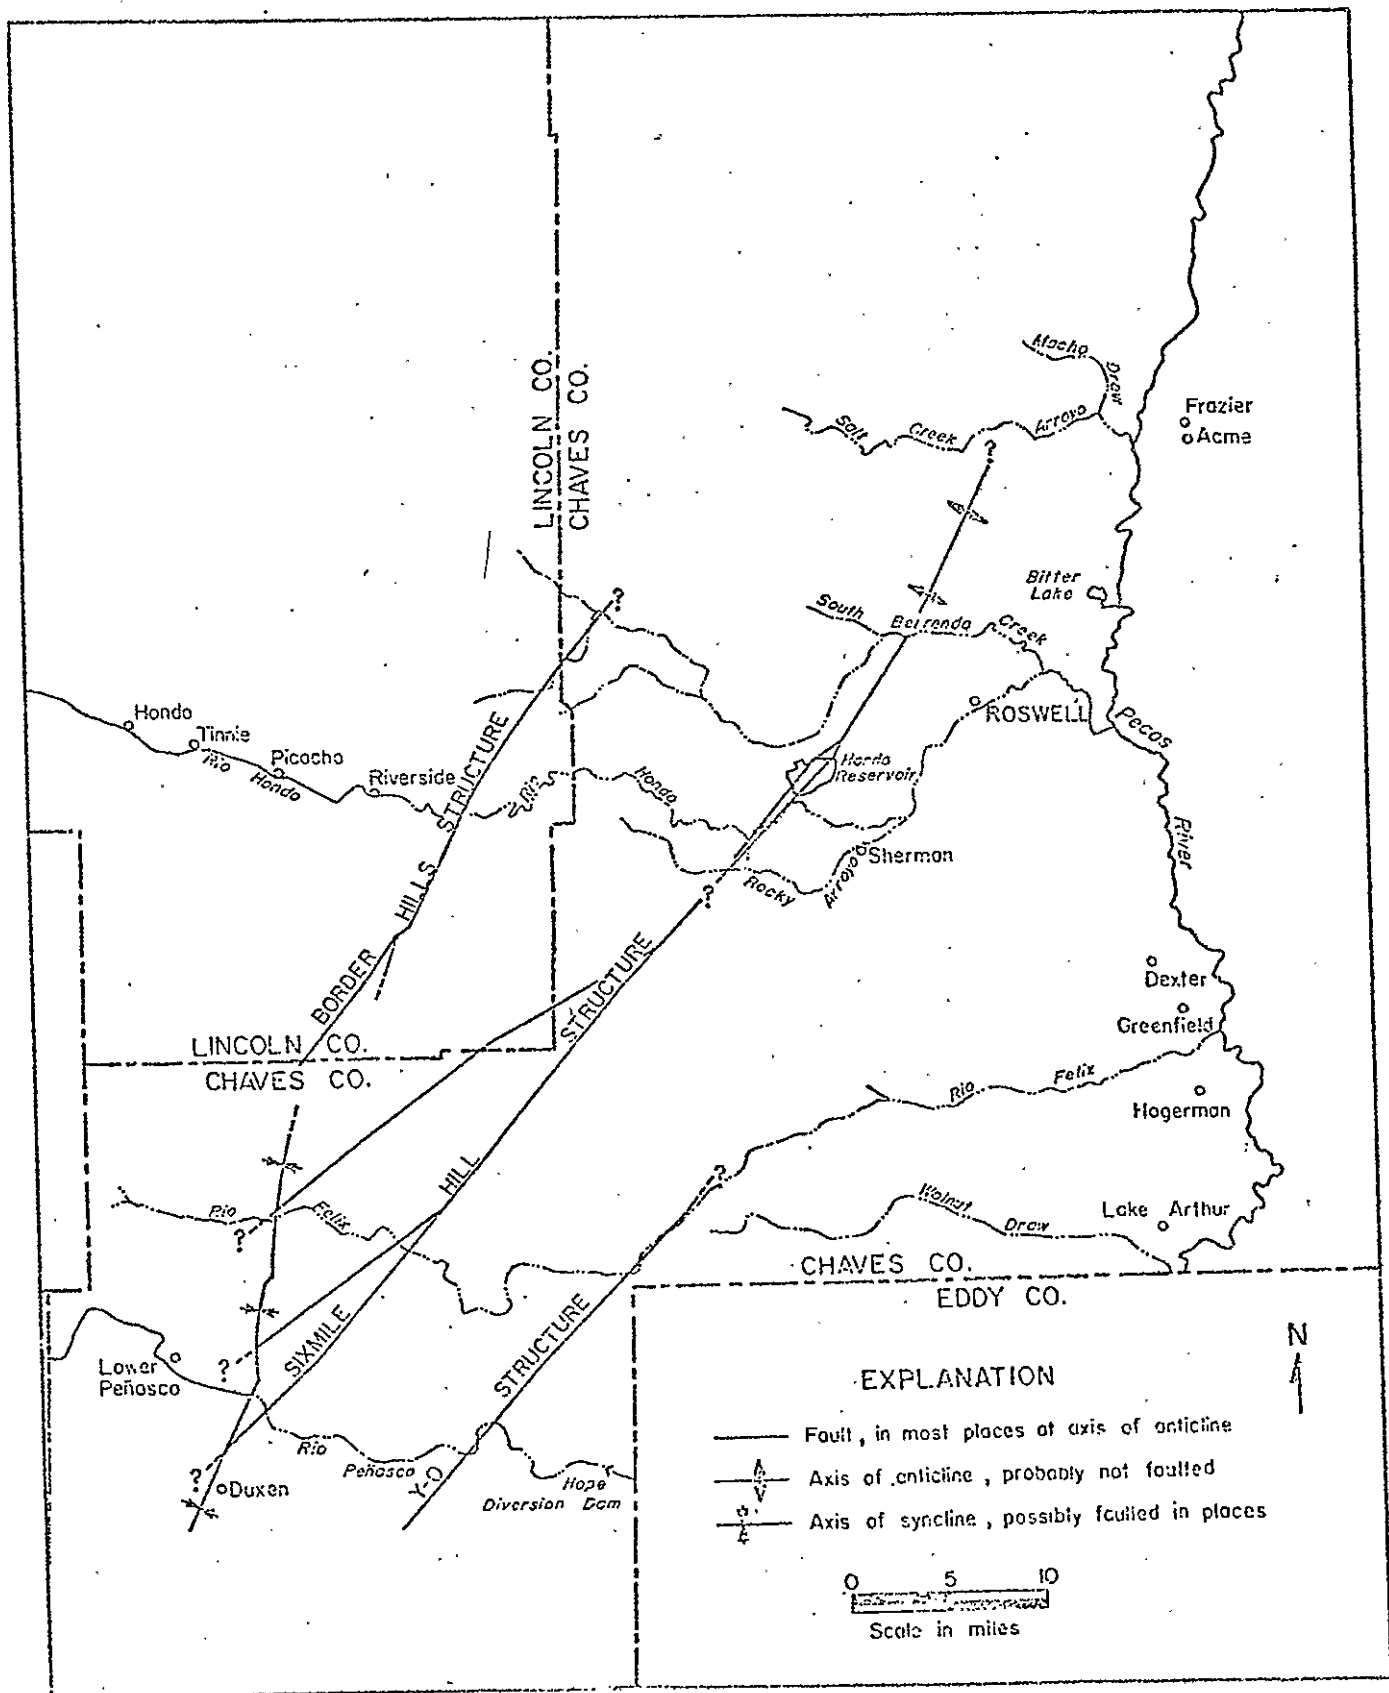 LINCOLN CO.
CHAVES CO.
Macho
Draw
Frazier
Acme
Salt Creek Arroyo
?
Bitter
Lake
?
South Berrendo Creek
Hondo
Tinnie
Picacho
Rio Hondo
Riverside
ROSWELL
Pecos River
Rio Hondo
Hondo
Reservoir
Sherman
Rocky Arroyo
?
BORDER HILLS STRUCTURE
Dexter
Greenfield
LINCOLN CO.
CHAVES CO.
Rio Felix
Hagerman
?
SIXMILE HILL STRUCTURE
Rio Felix
?
Walnut Draw
Lake Arthur
CHAVES CO.
EDDY CO.
N
Lower
Peñasco
?
Y-O STRUCTURE
EXPLANATION
Fault, in most places at axis of anticline
Rio Peñasco
Axis of anticline, probably not faulted
?
Duxen
Hope
Diversion Dam
Axis of syncline, possibly faulted in places
0 5 10
Scale in miles